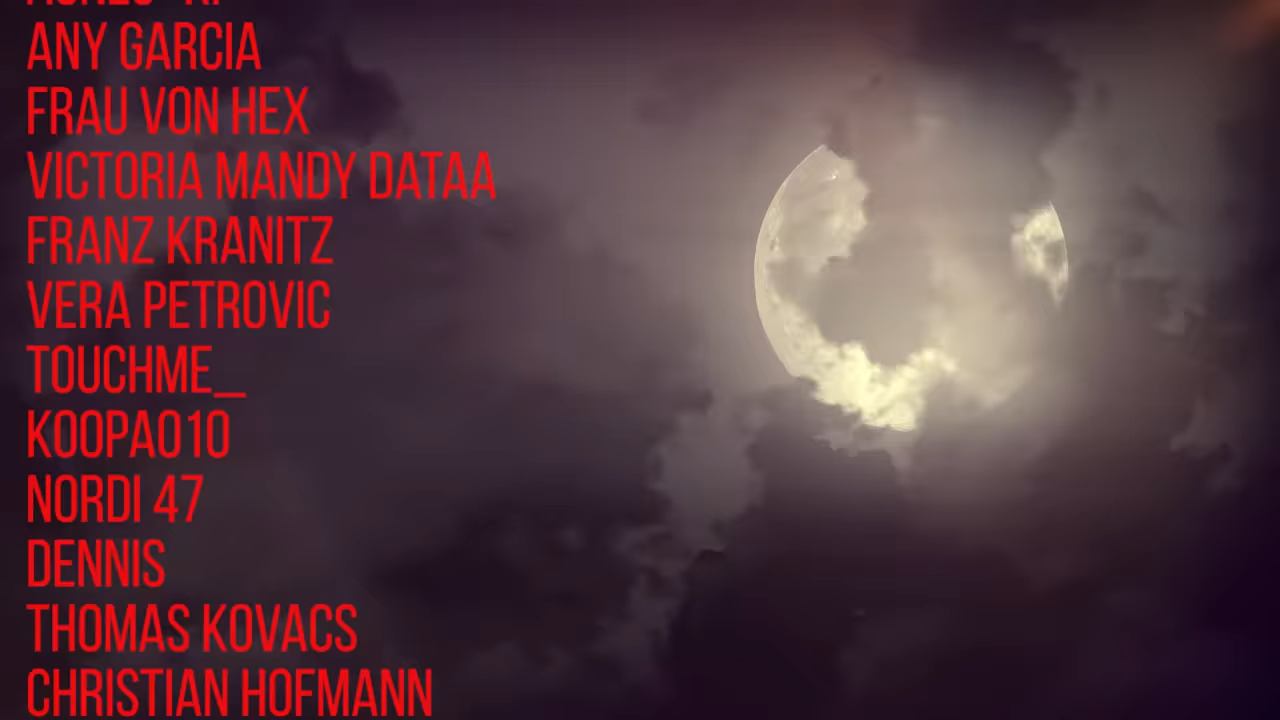 ANY GARCIA
FRAU VON HEX
VICTORIA MANDY DATAA
FRANZ KRANITZ
VERA PETROVIC
TOUCHME_
KOOPA010
NORDI 47
DENNIS
THOMAS KOVACS
CHRISTIAN HOFMANN